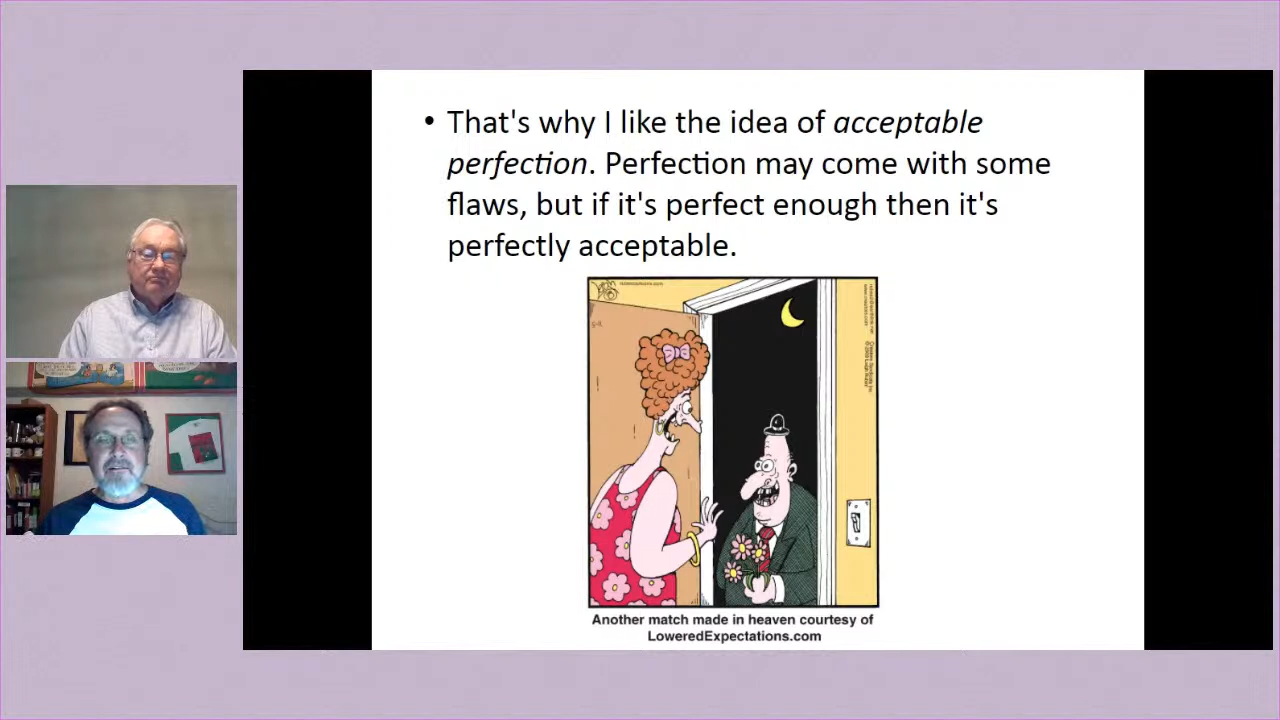 • That's why I like the idea of acceptable
perfection. Perfection may come with some
flaws, but if it's perfect enough then it's
perfectly acceptable.
Another match made in heaven courtesy of
LoweredExpectations.com